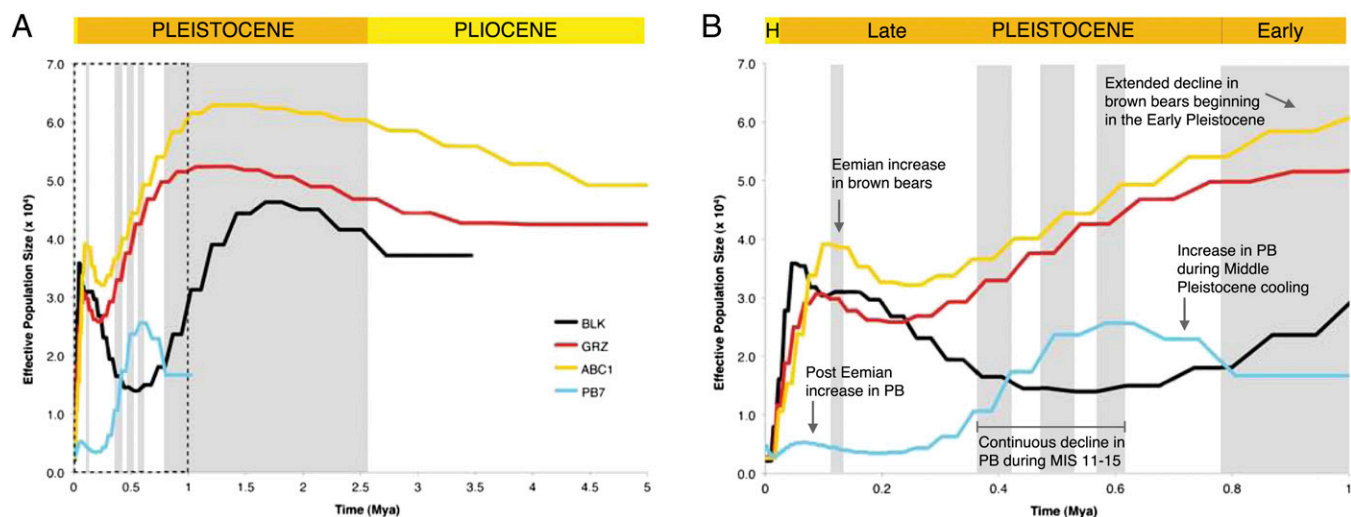 A
PLEISTOCENE
PLIOCENE
7.0
6.0
5.0
4.0
3.0
2.0
1.0
0.0
Effective Population Size (x 10⁴)
BLK
GRZ
ABC1
PB7
0
0.5
1
1.5
2
2.5
3
3.5
4
4.5
5
Time (Mya)
B
H
Late
PLEISTOCENE
Early
7.0
6.0
5.0
4.0
3.0
2.0
1.0
0.0
Effective Population Size (x 10⁴)
Extended decline in
brown bears beginning
in the Early Pleistocene
Eemian increase
in brown bears
Increase in PB
during Middle
Pleistocene cooling
Post Eemian
increase in PB
Continuous decline in
PB during MIS 11-15
0
0.2
0.4
0.6
0.8
1
Time (Mya)